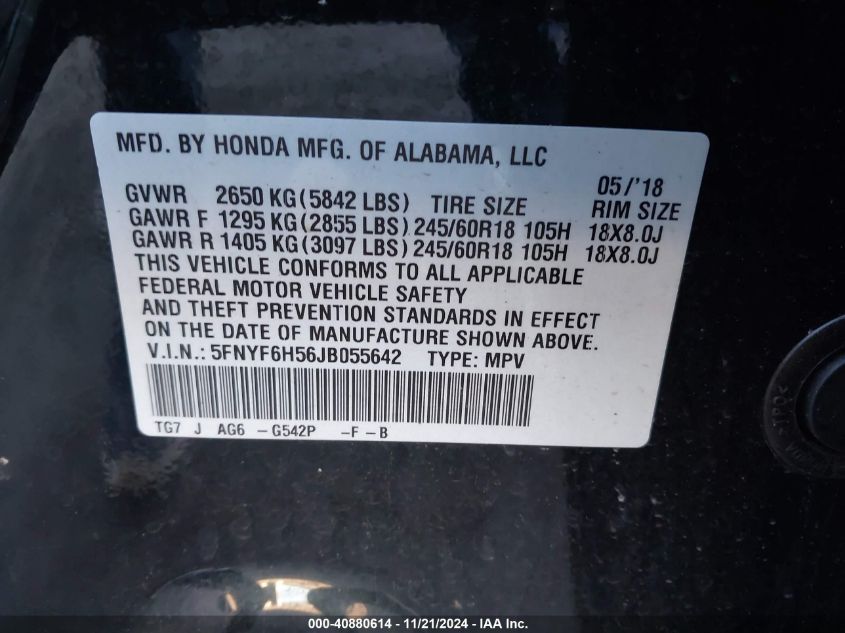 MFD. BY HONDA MFG. OF ALABAMA, LLC
05/'18
GVWR 2650 KG (5842 LBS) TIRE SIZE RIM SIZE
GAWR F 1295 KG (2855 LBS) 245/60R18 105H 18X8.0J
GAWR R 1405 KG (3097 LBS) 245/60R18 105H 18X8.0J
THIS VEHICLE CONFORMS TO ALL APPLICABLE
FEDERAL MOTOR VEHICLE SAFETY
AND THEFT PREVENTION STANDARDS IN EFFECT
ON THE DATE OF MANUFACTURE SHOWN ABOVE.
V.I.N.: 5FNYF6H56JB055642 TYPE: MPV
TG7 J AG6 –G542P –F –B
000-40880614 - 11/21/2024 - IAA Inc.